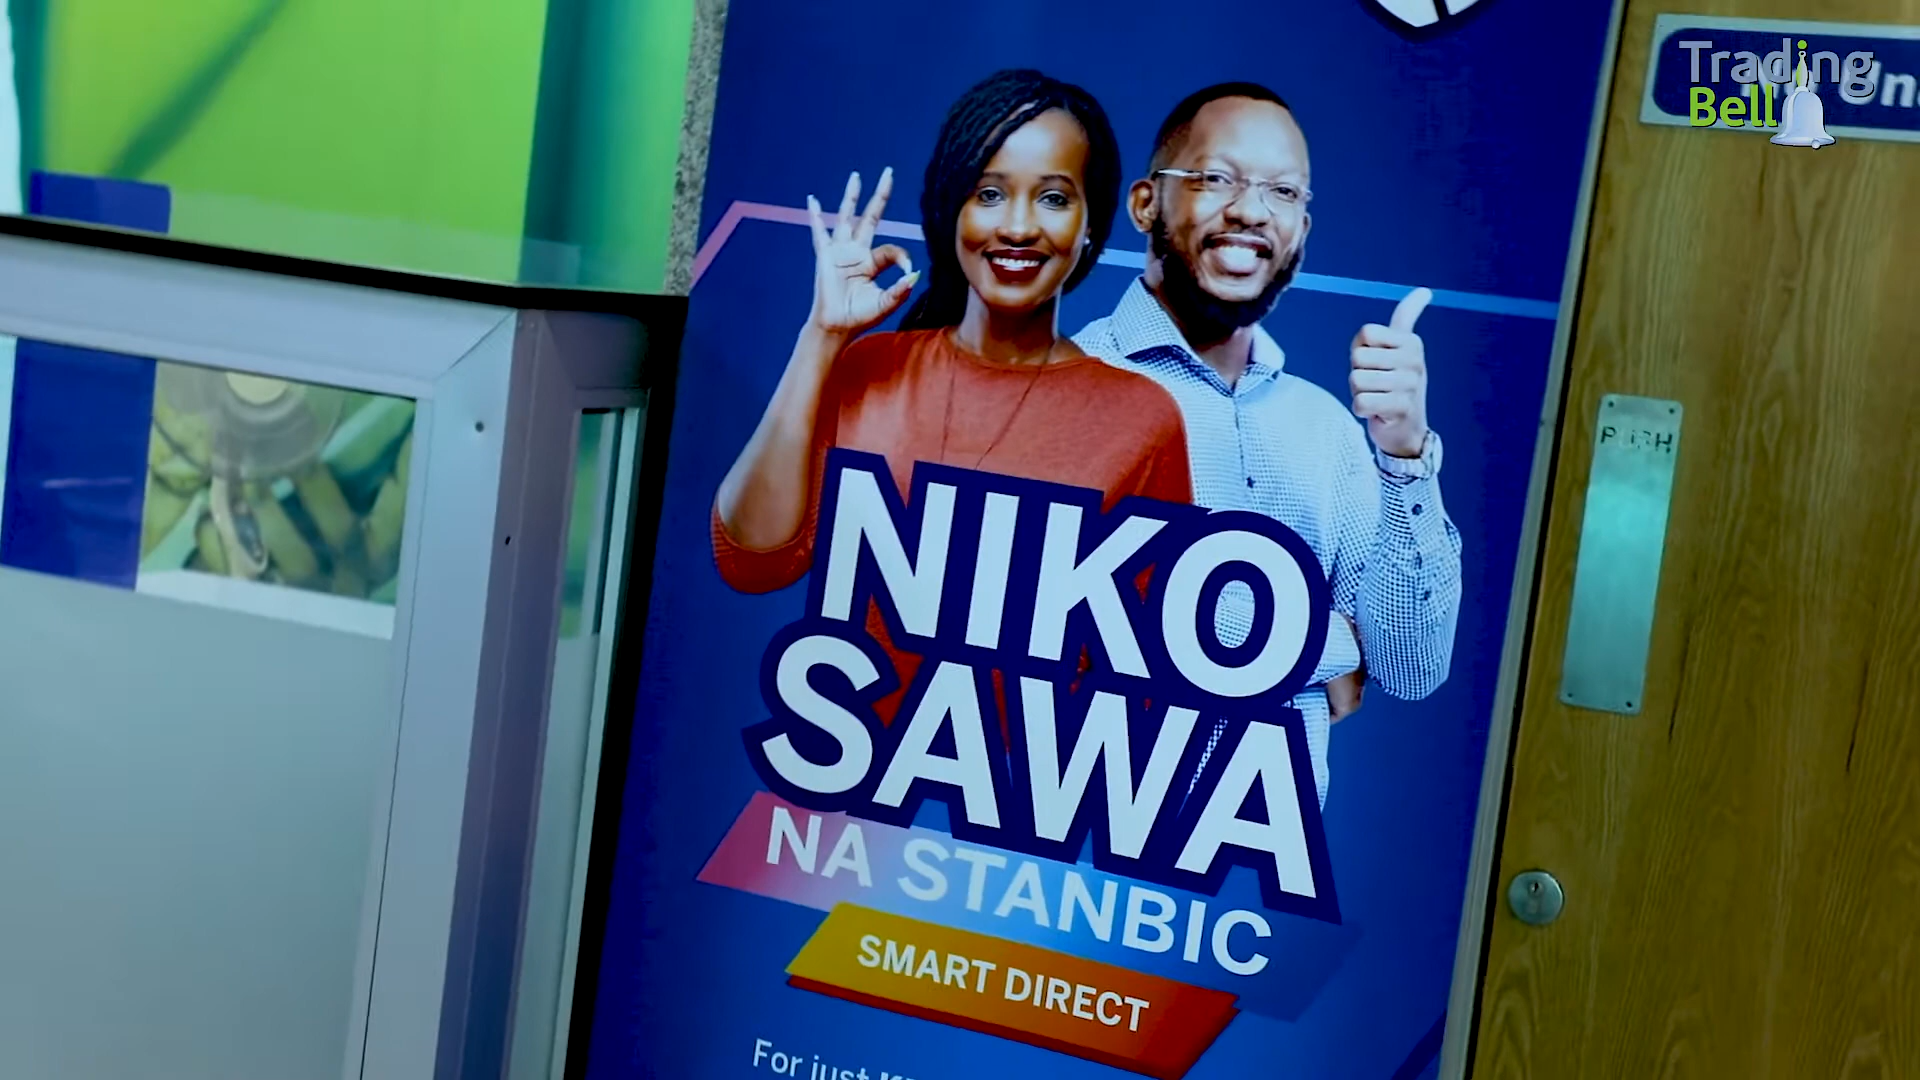 Trading
Bell
PUSH
NIKO
SAWA
NA STANBIC
SMART DIRECT
For just